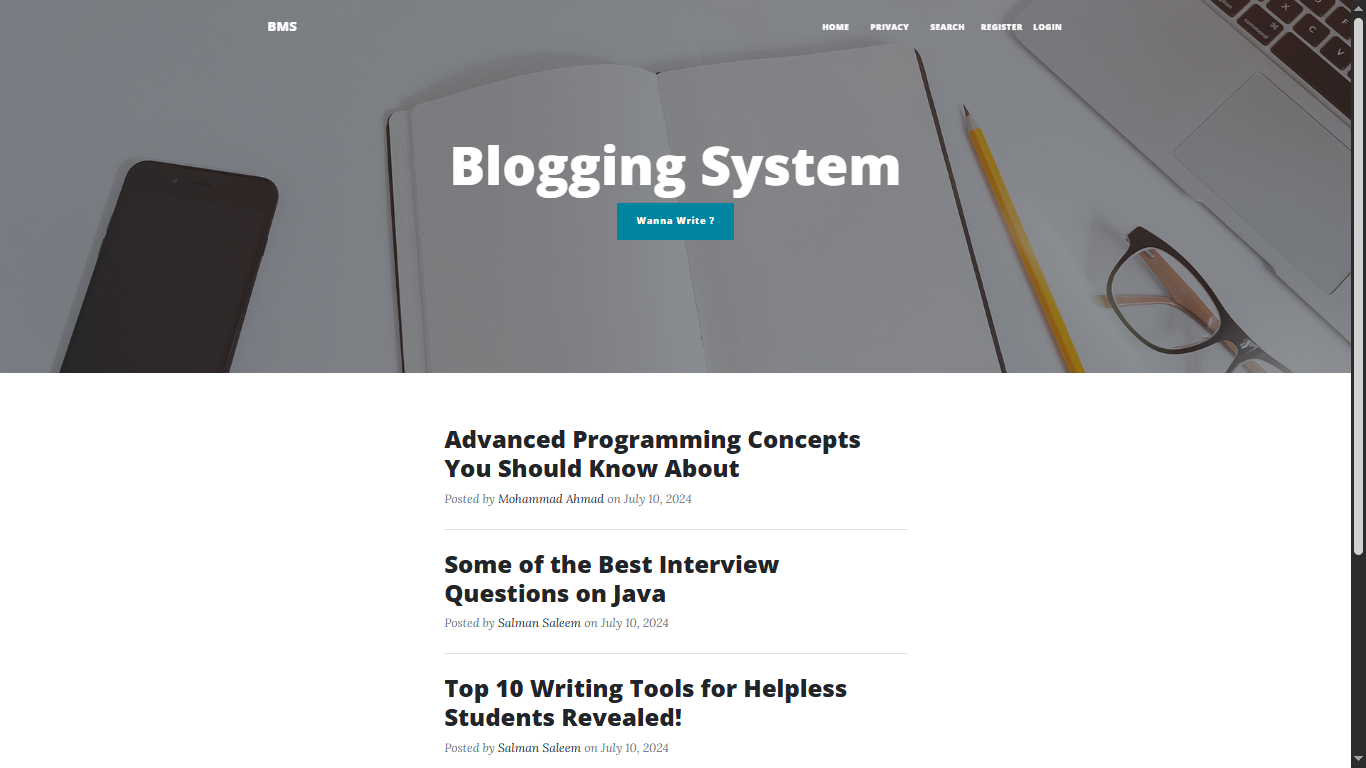 BMS
HOME PRIVACY SEARCH REGISTER LOGIN
X
C
V
F
command
Blogging System
Wanna Write ?
Advanced Programming Concepts
You Should Know About
Posted by Mohammad Ahmad on July 10, 2024
Some of the Best Interview
Questions on Java
Posted by Salman Saleem on July 10, 2024
Top 10 Writing Tools for Helpless
Students Revealed!
Posted by Salman Saleem on July 10, 2024